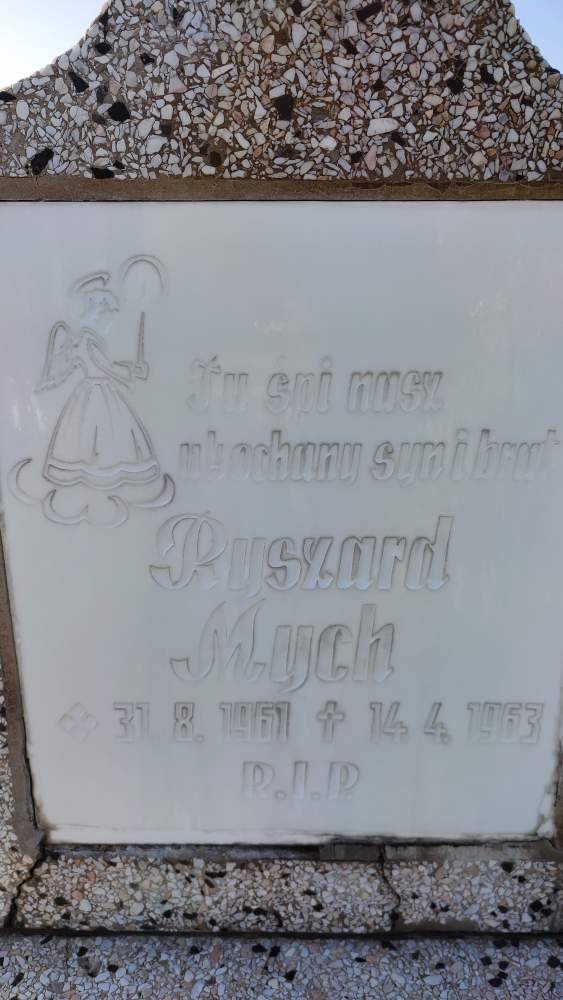 Tu śpi nasz
ukochany syn i brat
Ryszard
Mych
31. 8. 1961 ✝ 14. 4. 1963
R.I.P.